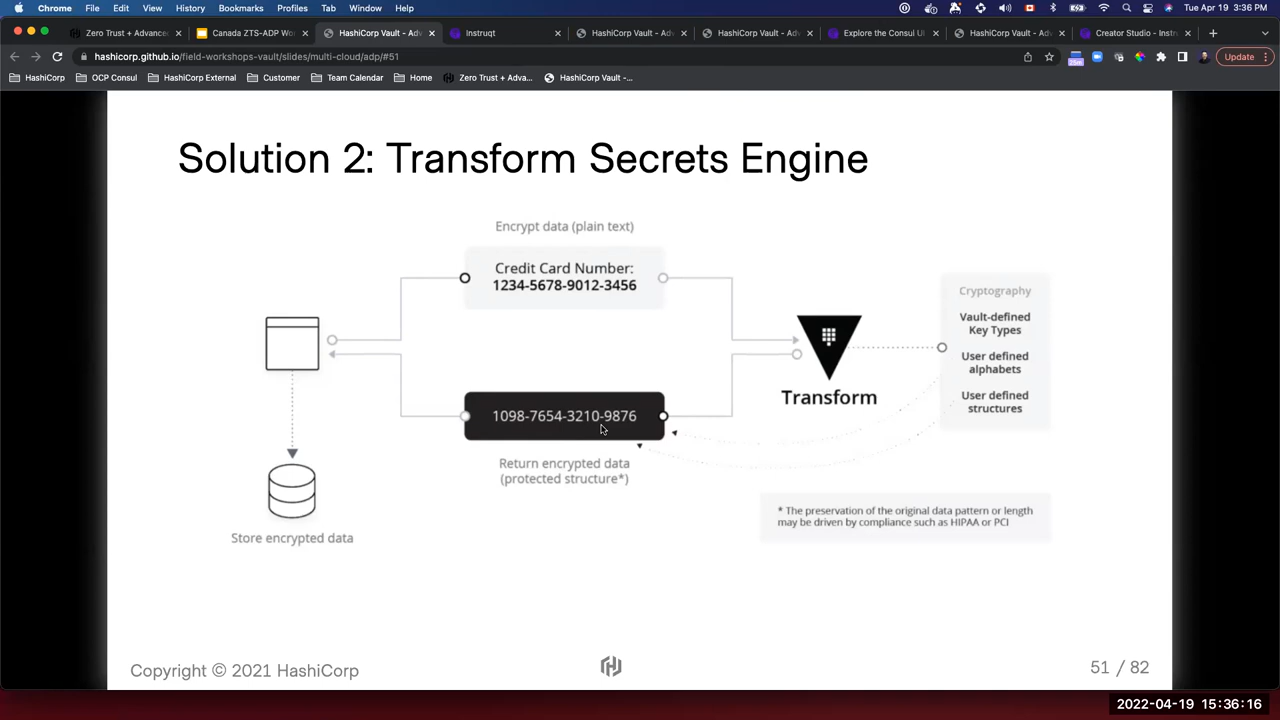 Chrome File Edit View History Bookmarks Profiles Tab Window Help Tue Apr 19 3:36 PM
Zero Trust + Advance Canada ZTS-ADP Wo HashiCorp Vault - Adv Instruqt HashiCorp Vault - Adv HashiCorp Vault - Adv Explore the Consul UI HashiCorp Vault - Adv Creator Studio - Instr
hashicorp.github.io/field-workshops-vault/slides/multi-cloud/adp/#51 Update
HashiCorp OCP Consul HashiCorp External Customer Team Calendar Home Zero Trust + Adva... HashiCorp Vault -...
Solution 2: Transform Secrets Engine
Encrypt data (plain text)
Credit Card Number:
1234-5678-9012-3456
Cryptography
Vault-defined
Key Types
User defined
alphabets
User defined
structures
Transform
1098-7654-3210-9876
Return encrypted data
(protected structure*)
Store encrypted data
* The preservation of the original data pattern or length
may be driven by compliance such as HIPAA or PCI
Copyright © 2021 HashiCorp
51 / 82
2022-04-19 15:36:16